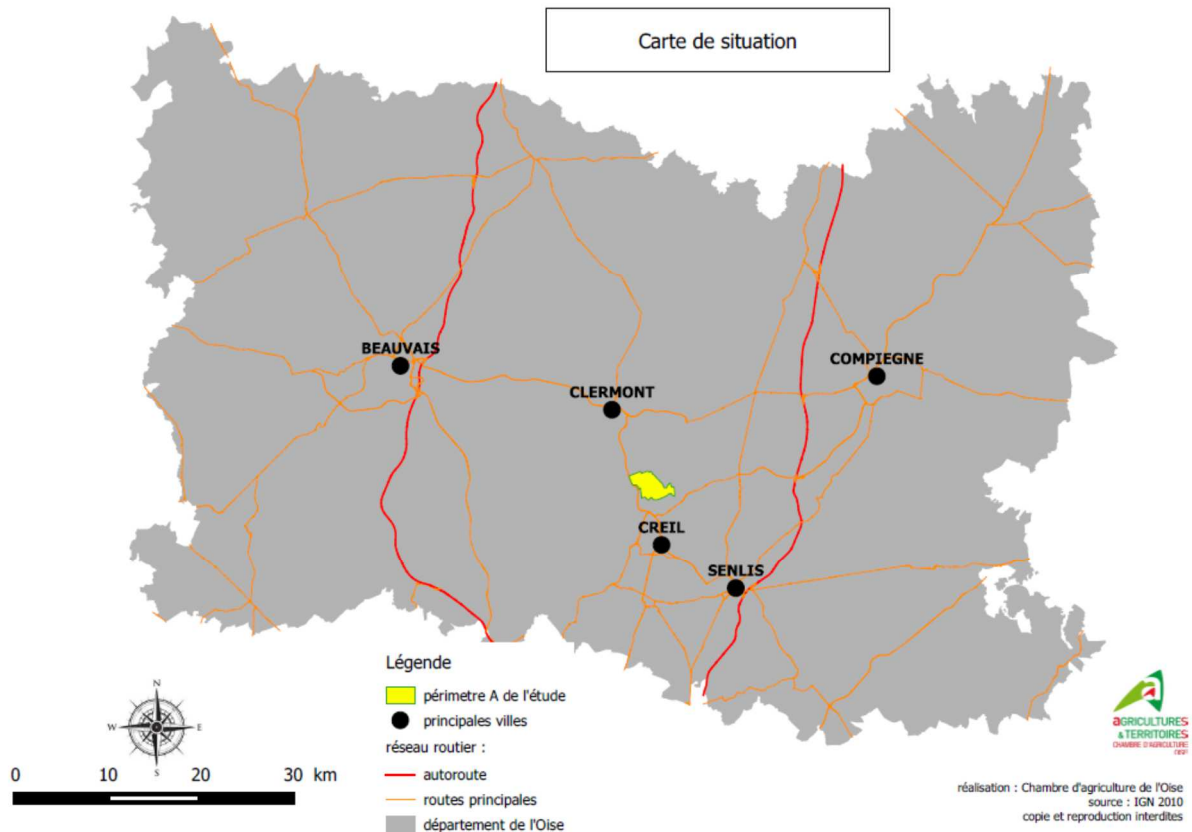 Carte de situation
BEAUVAIS
COMPIEGNE
CLERMONT
CREIL
SENLIS
Légende
périmetre A de l'étude
principales villes
réseau routier :
autoroute
routes principales
département de l'Oise
N
W
E
S
0 10 20 30 km
aGRICULTURES
& TERRITOIRES
CHAMBRE D'AGRICULTURE
OISE
réalisation : Chambre d'agriculture de l'Oise
source : IGN 2010
copie et reproduction interdites